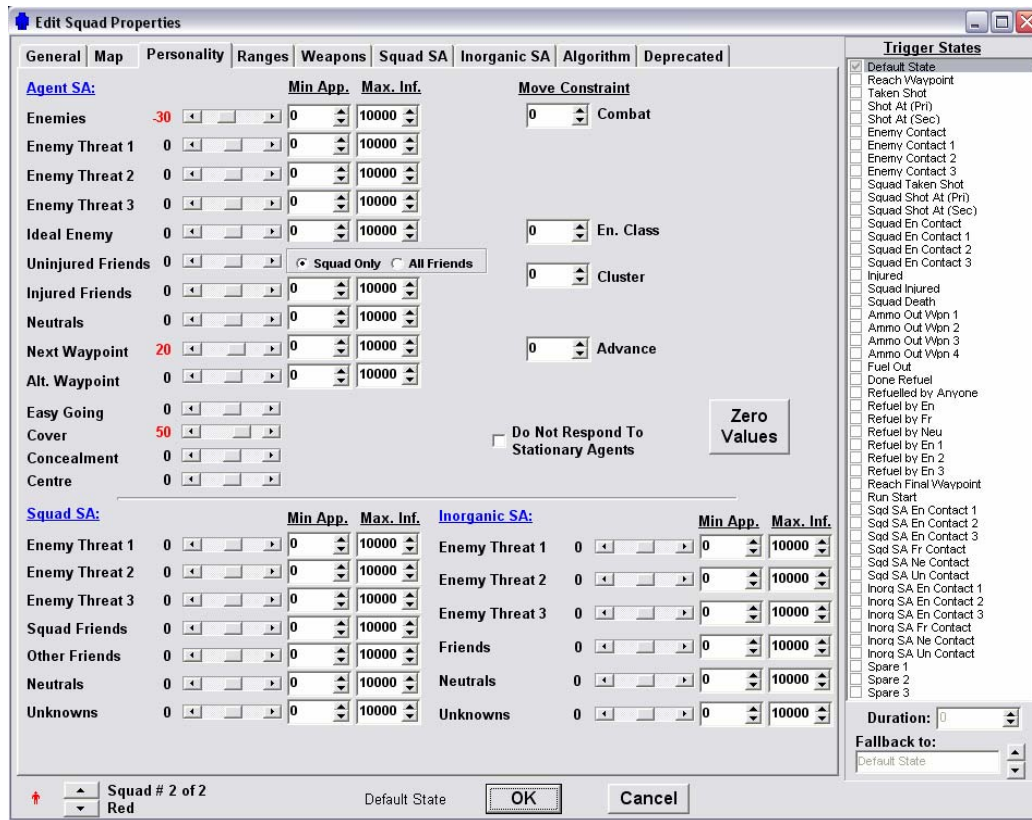 Edit Squad Properties
General Map Personality Ranges Weapons Squad SA Inorganic SA Algorithm Deprecated
Agent SA: Min App. Max. Inf. Move Constraint
Enemies -30 0 10000 0 Combat
Enemy Threat 1 0 0 10000
Enemy Threat 2 0 0 10000
Enemy Threat 3 0 0 10000
Ideal Enemy 0 0 10000 0 En. Class
Uninjured Friends 0 Squad Only All Friends 0 Cluster
Injured Friends 0 0 10000
Neutrals 0 0 10000
Next Waypoint 20 0 10000 0 Advance
Alt. Waypoint 0 0 10000
Easy Going 0
Cover 50
Concealment 0
Centre 0
Do Not Respond To
Stationary Agents
Zero
Values
Squad SA: Min App. Max. Inf.
Enemy Threat 1 0 0 10000
Enemy Threat 2 0 0 10000
Enemy Threat 3 0 0 10000
Squad Friends 0 0 10000
Other Friends 0 0 10000
Neutrals 0 0 10000
Unknowns 0 0 10000
Inorganic SA: Min App. Max. Inf.
Enemy Threat 1 0 0 10000
Enemy Threat 2 0 0 10000
Enemy Threat 3 0 0 10000
Friends 0 0 10000
Neutrals 0 0 10000
Unknowns 0 0 10000
Trigger States
Default State
Reach Waypoint
Taken Shot
Shot At (Pri)
Shot At (Sec)
Enemy Contact
Enemy Contact 1
Enemy Contact 2
Enemy Contact 3
Squad Taken Shot
Squad Shot At (Pri)
Squad Shot At (Sec)
Squad En Contact
Squad En Contact 1
Squad En Contact 2
Squad En Contact 3
Injured
Squad Injured
Squad Death
Ammo Out Wpn 1
Ammo Out Wpn 2
Ammo Out Wpn 3
Ammo Out Wpn 4
Fuel Out
Done Refuel
Refuelled by Anyone
Refuel by En
Refuel by Fr
Refuel by Neu
Refuel by En 1
Refuel by En 2
Refuel by En 3
Reach Final Waypoint
Run Start
Sqd SA En Contact 1
Sqd SA En Contact 2
Sqd SA En Contact 3
Sqd SA Fr Contact
Sqd SA Ne Contact
Sqd SA Un Contact
Inorg SA En Contact 1
Inorg SA En Contact 2
Inorg SA En Contact 3
Inorg SA Fr Contact
Inorg SA Ne Contact
Inorg SA Un Contact
Spare 1
Spare 2
Spare 3
Duration: 0
Fallback to:
Default State
Squad # 2 of 2
Red
Default State
OK
Cancel